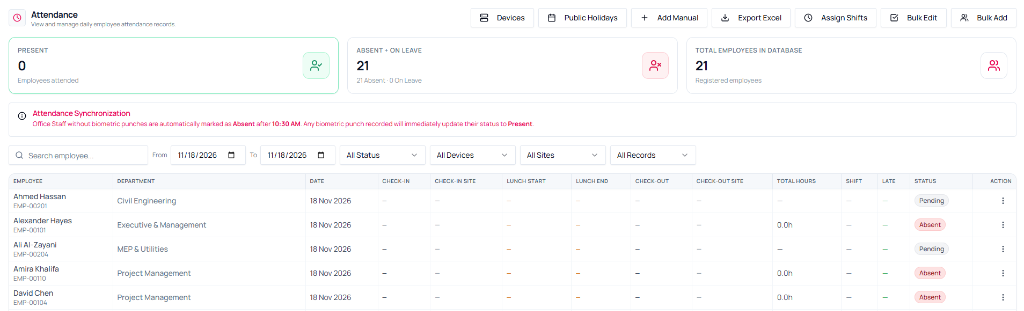 Attendance
View and manage daily employee attendance records.
Devices
Public Holidays
Add Manual
Export Excel
Assign Shifts
Bulk Edit
Bulk Add
PRESENT
0
Employees attended
ABSENT + ON LEAVE
21
21 Absent · 0 On Leave
TOTAL EMPLOYEES IN DATABASE
21
Registered employees
Attendance Synchronization
Office Staff without biometric punches are automatically marked as Absent after 10:30 AM. Any biometric punch recorded will immediately update their status to Present.
Search employee... From 11/18/2026 To 11/18/2026 All Status All Devices All Sites All Records
EMPLOYEE DEPARTMENT DATE CHECK-IN CHECK-IN SITE LUNCH START LUNCH END CHECK-OUT CHECK-OUT SITE TOTAL HOURS SHIFT LATE STATUS ACTION
Ahmed Hassan
EMP-00201
Civil Engineering 18 Nov 2026 — — — — — — — — — Pending
Alexander Hayes
EMP-00101
Executive & Management 18 Nov 2026 — — — — — — 0.0h — — Absent
Ali Al-Zayani
EMP-00204
MEP & Utilities 18 Nov 2026 — — — — — — — — — Pending
Amira Khalifa
EMP-00110
Project Management 18 Nov 2026 — — — — — — 0.0h — — Absent
David Chen
EMP-00104
Project Management 18 Nov 2026 — — — — — — 0.0h — — Absent